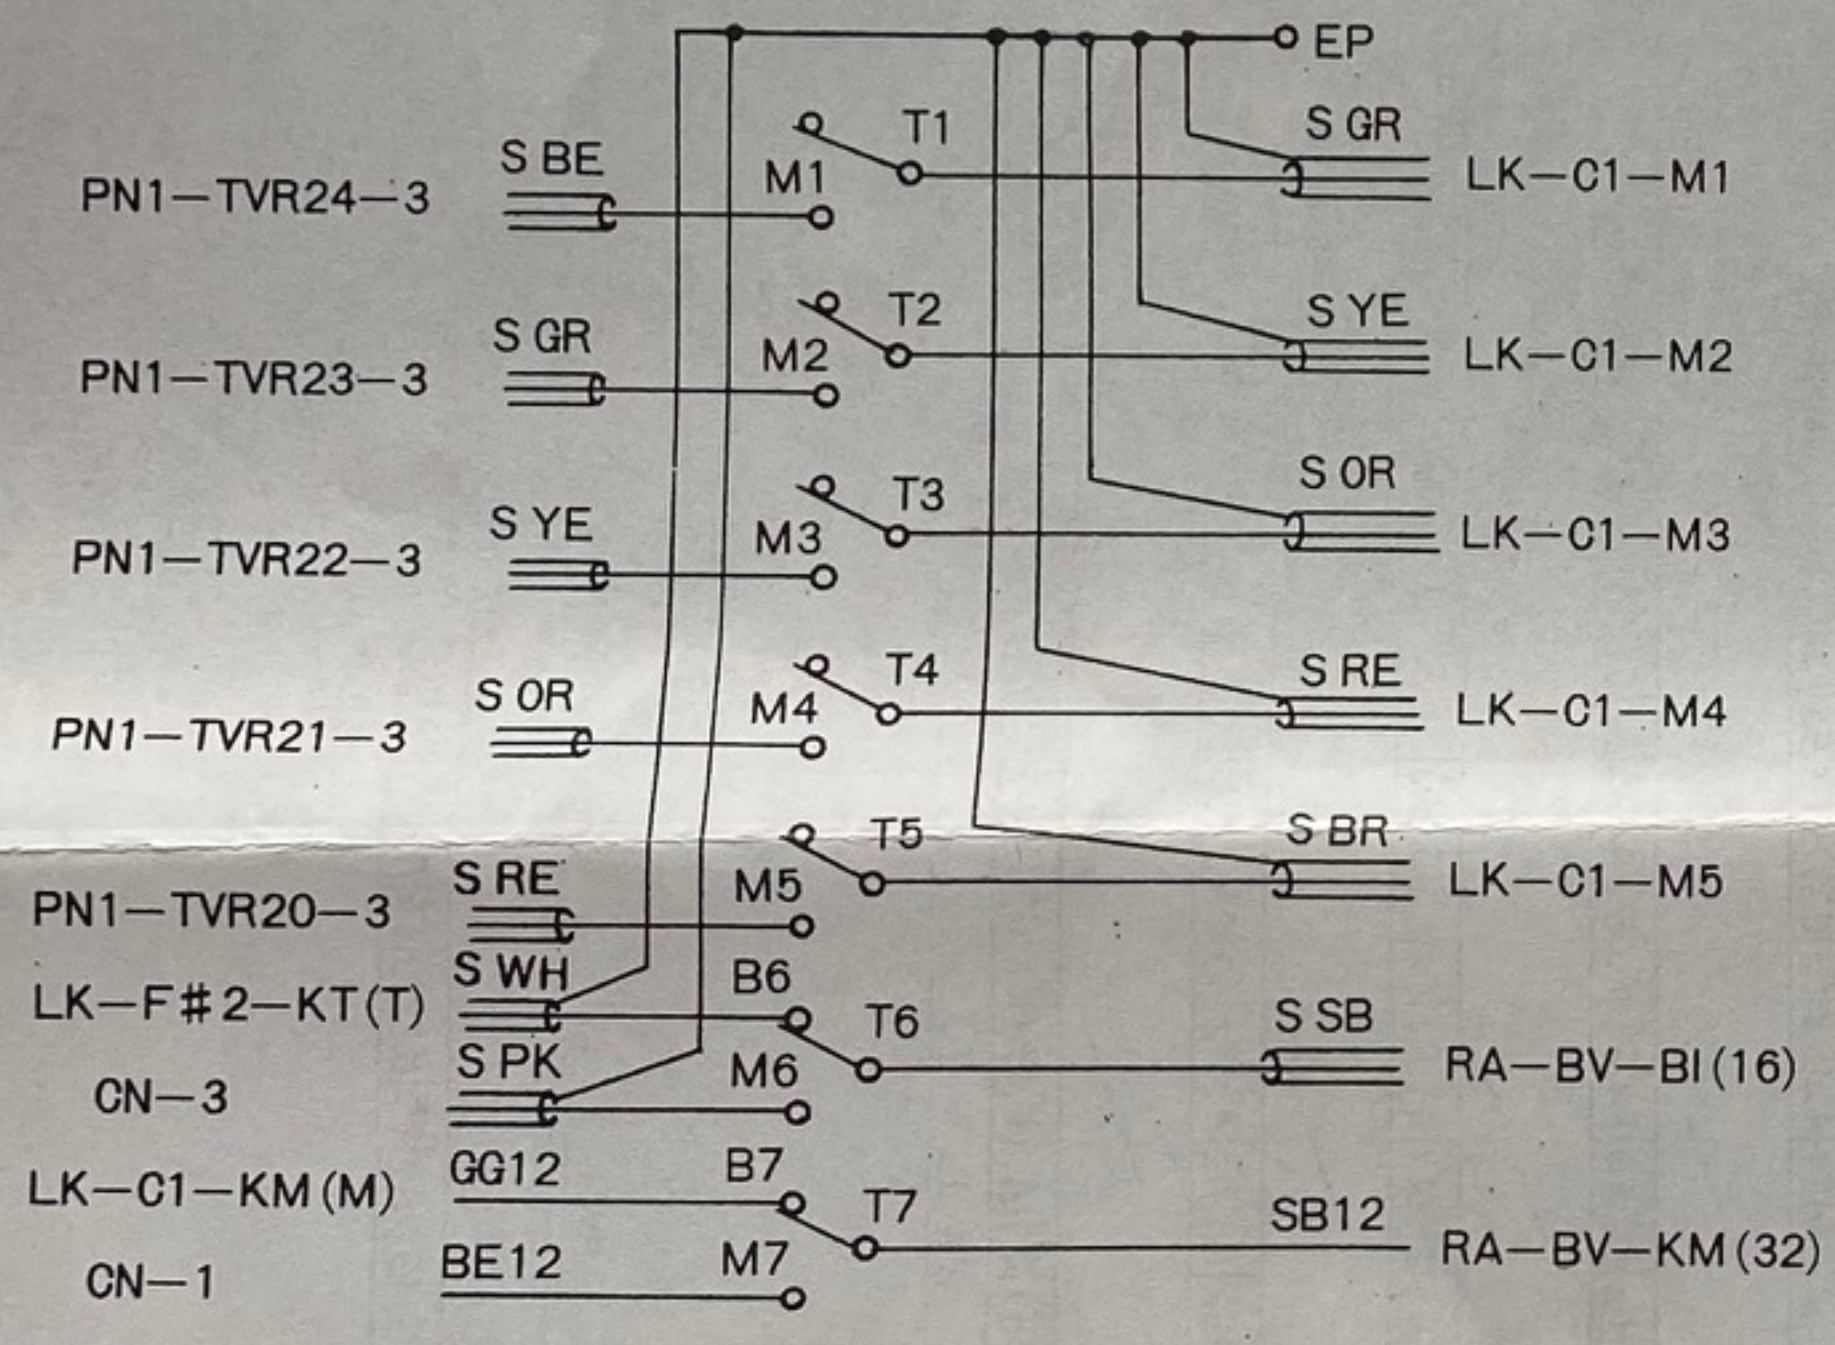 EP
S BE
M1
T1
S GR
PN1-TVR24-3
LK-C1-M1
S GR
M2
T2
S YE
PN1-TVR23-3
LK-C1-M2
S YE
M3
T3
S OR
PN1-TVR22-3
LK-C1-M3
S OR
M4
T4
S RE
PN1-TVR21-3
LK-C1-M4
S RE
M5
T5
S BR
PN1-TVR20-3
LK-C1-M5
S WH
B6
LK-F#2-KT(T)
T6
S SB
RA-BV-BI(16)
S PK
M6
CN-3
GG12
B7
LK-C1-KM(M)
T7
SB12
RA-BV-KM(32)
BE12
M7
CN-1